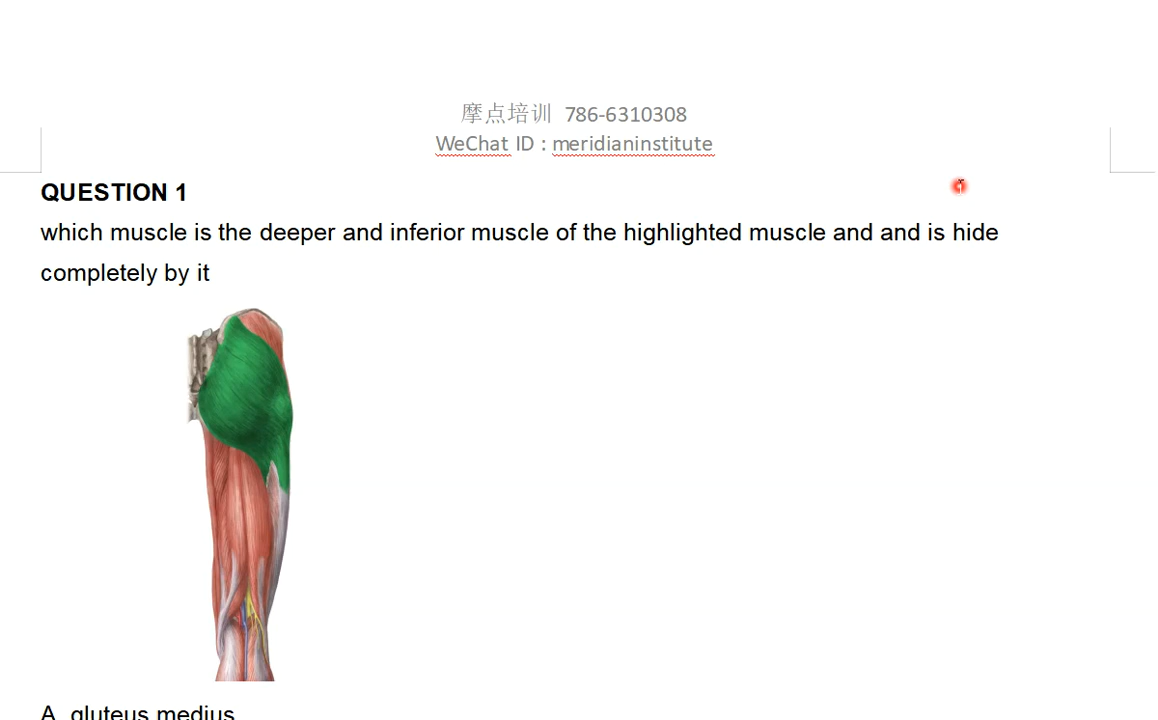 摩点培训 786-6310308
WeChat ID : meridianinstitute
QUESTION 1
which muscle is the deeper and inferior muscle of the highlighted muscle and and is hide
completely by it
A. gluteus medius